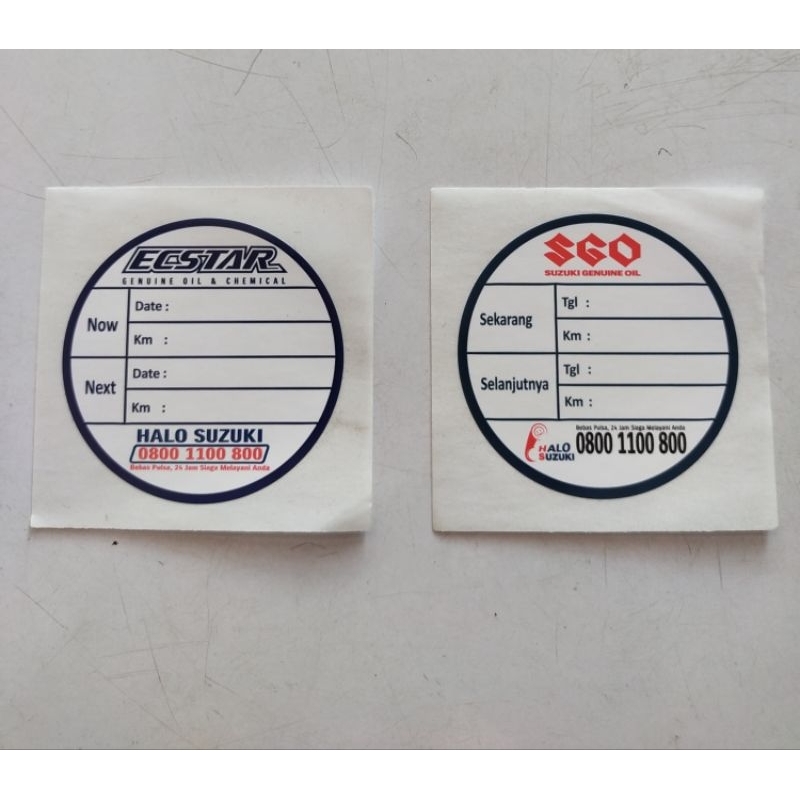 ECSTAR
GENUINE OIL & CHEMICAL
Now
Date :
Km :
Next
Date :
Km :
HALO SUZUKI
0800 1100 800
Bebas Pulsa, 24 Jam Siaga Melayani Anda
SGO
SUZUKI GENUINE OIL
Sekarang
Tgl :
Km :
Selanjutnya
Tgl :
Km :
Bebas Pulsa, 24 Jam Siaga Melayani Anda
HALO SUZUKI
0800 1100 800